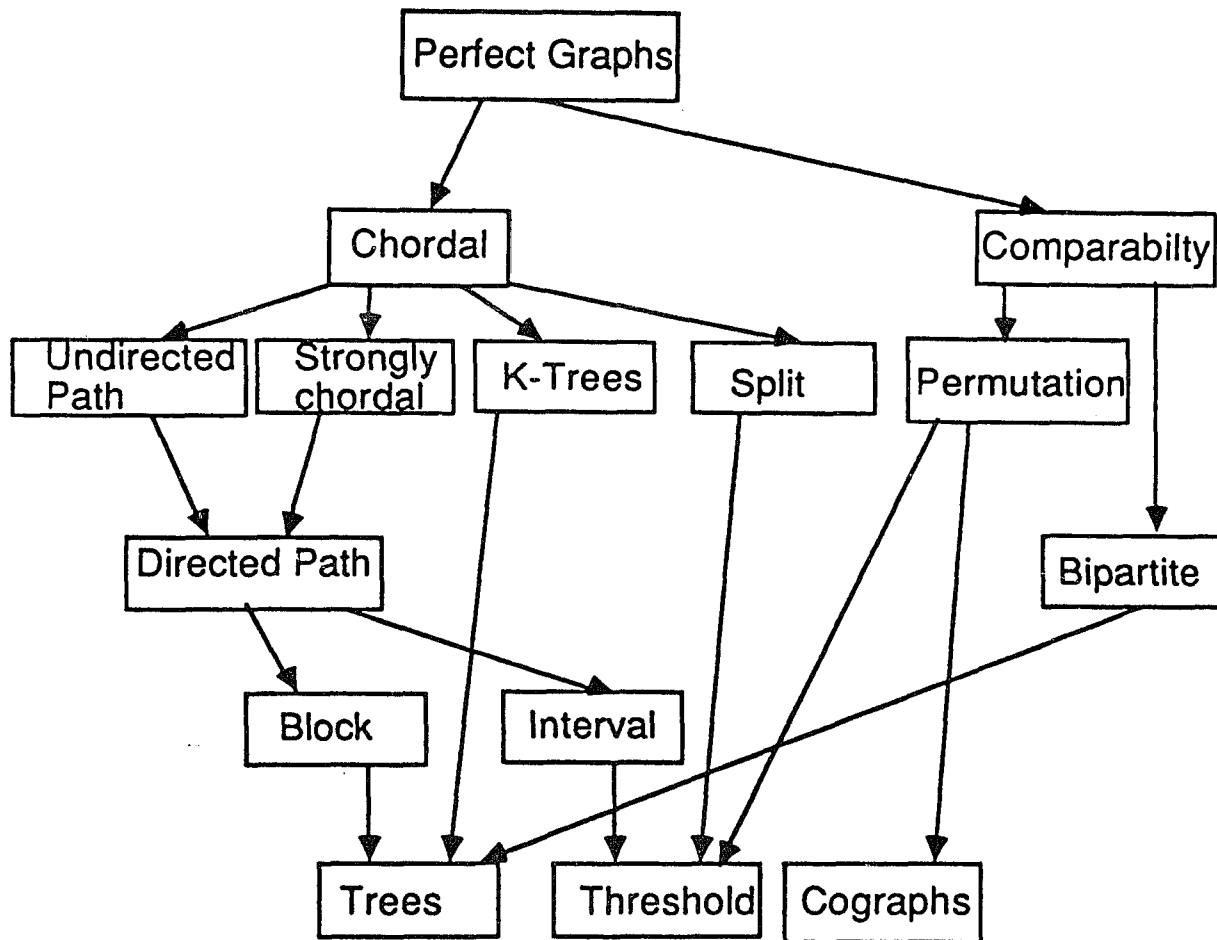 Perfect Graphs
Chordal
Comparabilty
Undirected
Path
Strongly
chordal
K-Trees
Split
Permutation
Directed Path
Bipartite
Block
Interval
Trees
Threshold
Cographs